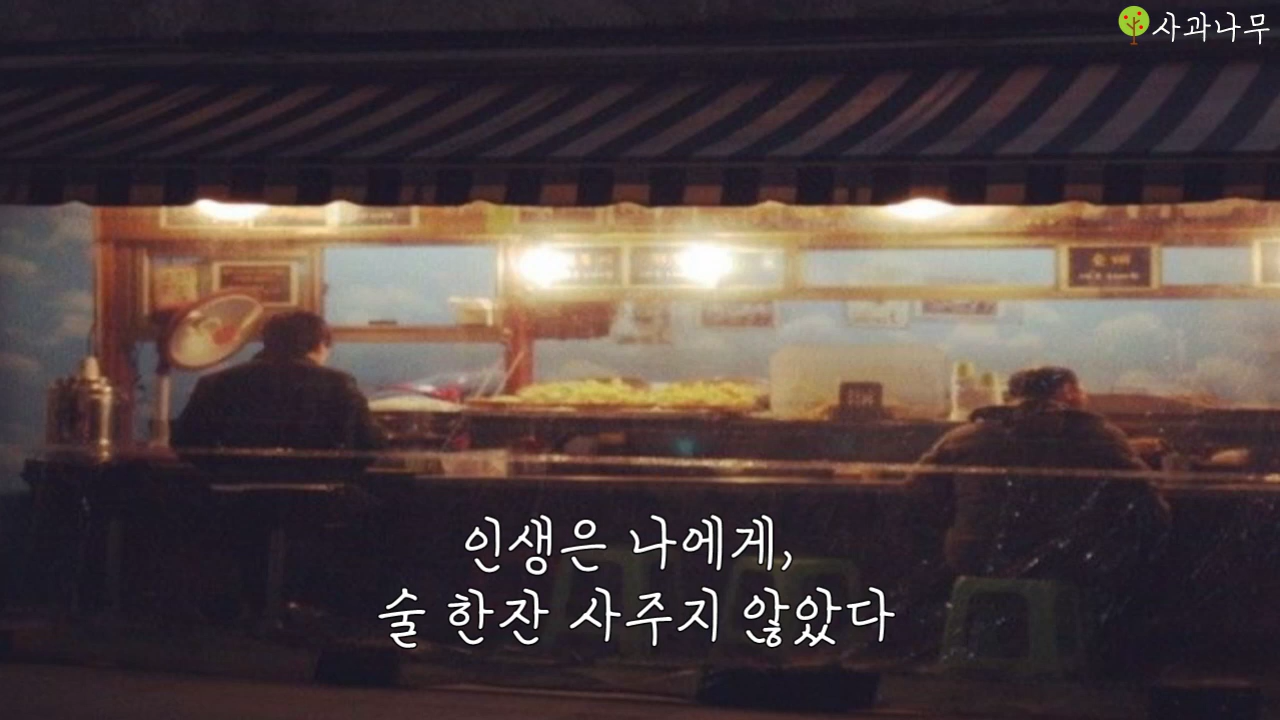 사과나무
인생은 나에게,
술 한잔 사주지 않았다